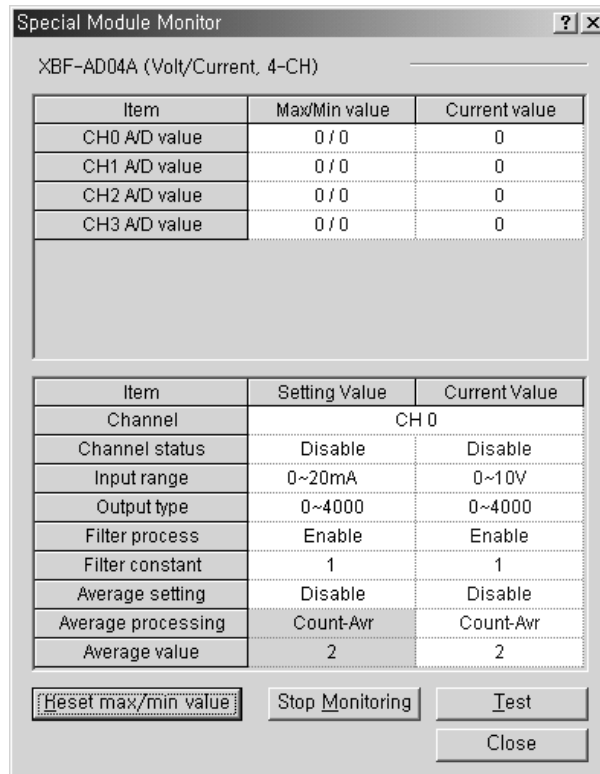 Special Module Monitor
XBF-AD04A (Volt/Current, 4-CH)
Item Max/Min value Current value
CH0 A/D value 0 / 0 0
CH1 A/D value 0 / 0 0
CH2 A/D value 0 / 0 0
CH3 A/D value 0 / 0 0
Item Setting Value Current Value
Channel CH 0
Channel status Disable Disable
Input range 0~20mA 0~10V
Output type 0~4000 0~4000
Filter process Enable Enable
Filter constant 1 1
Average setting Disable Disable
Average processing Count-Avr Count-Avr
Average value 2 2
Reset max/min value Stop Monitoring Test
Close